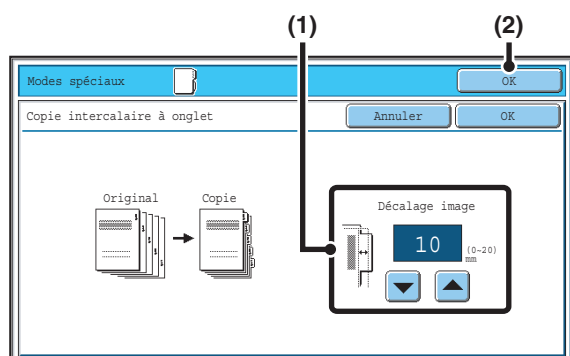 (1) (2)
Modes spéciaux OK
Copie intercalaire à onglet Annuler OK
Original Copie
Décalage image
10 (0~20)
mm